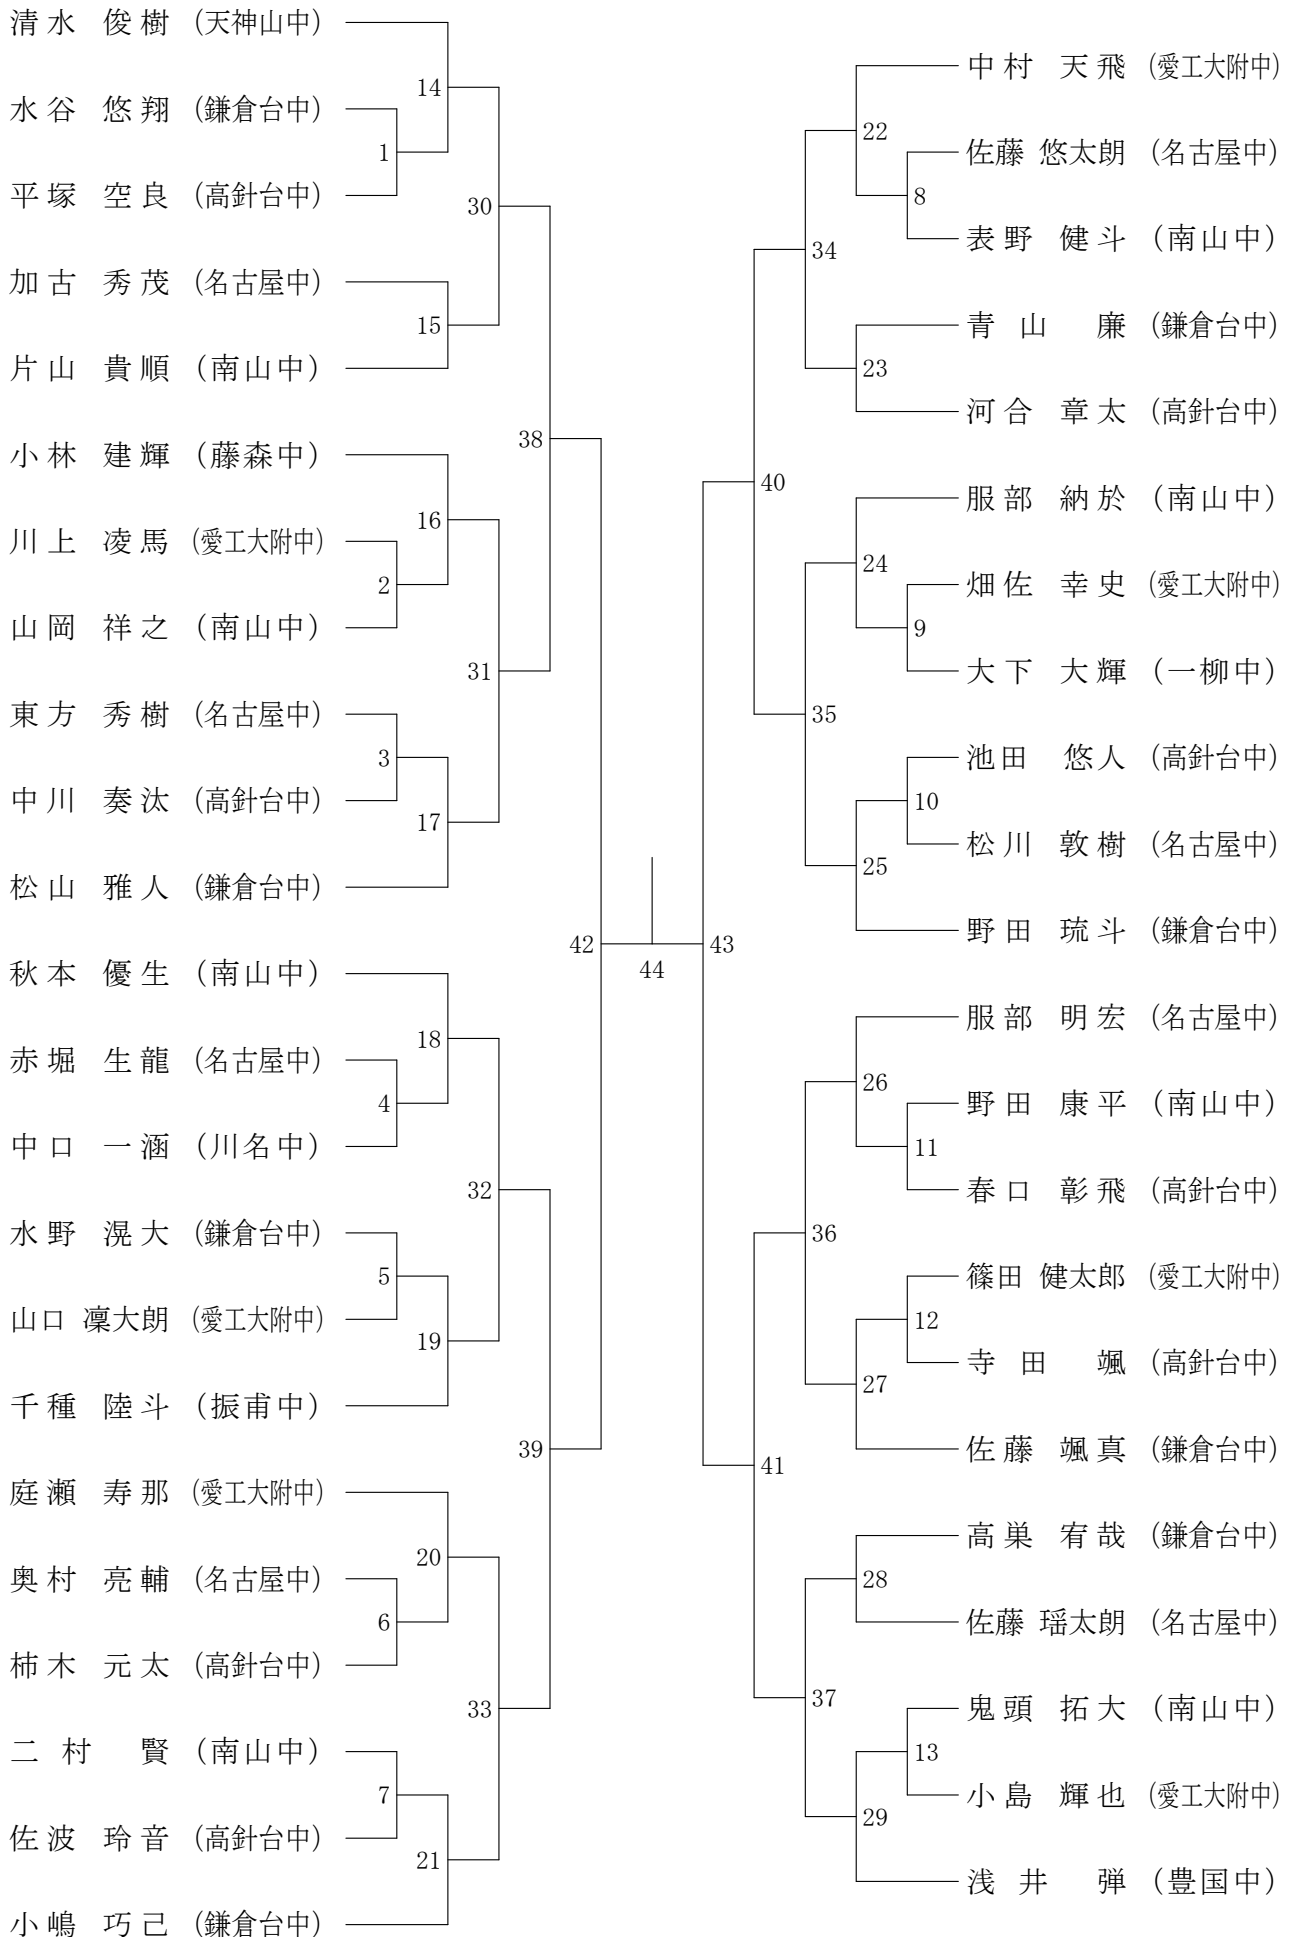 清水 俊樹 (天神山中)
水谷 悠翔 (鎌倉台中)
平塚 空良 (高針台中)
加古 秀茂 (名古屋中)
片山 貴順 (南山中)
小林 建輝 (藤森中)
川上 凌馬 (愛工大附中)
山岡 祥之 (南山中)
東方 秀樹 (名古屋中)
中川 奏汰 (高針台中)
松山 雅人 (鎌倉台中)
秋本 優生 (南山中)
赤堀 生龍 (名古屋中)
中口 一涵 (川名中)
水野 滉大 (鎌倉台中)
山口 凜大朗 (愛工大附中)
千種 陸斗 (振甫中)
庭瀬 寿那 (愛工大附中)
奥村 亮輔 (名古屋中)
柿木 元太 (高針台中)
二村 賢 (南山中)
佐波 玲音 (高針台中)
小嶋 巧己 (鎌倉台中)
1
2
3
4
5
6
7
14
15
16
17
18
19
20
21
30
31
32
33
38
39
42
44
43
40
41
34
35
36
37
22
23
24
25
26
27
28
29
8
9
10
11
12
13
中村 天飛 (愛工大附中)
佐藤 悠太朗 (名古屋中)
表野 健斗 (南山中)
青山 廉 (鎌倉台中)
河合 章太 (高針台中)
服部 納於 (南山中)
畑佐 幸史 (愛工大附中)
大下 大輝 (一柳中)
池田 悠人 (高針台中)
松川 敦樹 (名古屋中)
野田 琉斗 (鎌倉台中)
服部 明宏 (名古屋中)
野田 康平 (南山中)
春口 彰飛 (高針台中)
篠田 健太郎 (愛工大附中)
寺田 颯 (高針台中)
佐藤 颯真 (鎌倉台中)
高巣 宥哉 (鎌倉台中)
佐藤 瑶太朗 (名古屋中)
鬼頭 拓大 (南山中)
小島 輝也 (愛工大附中)
浅井 弾 (豊国中)